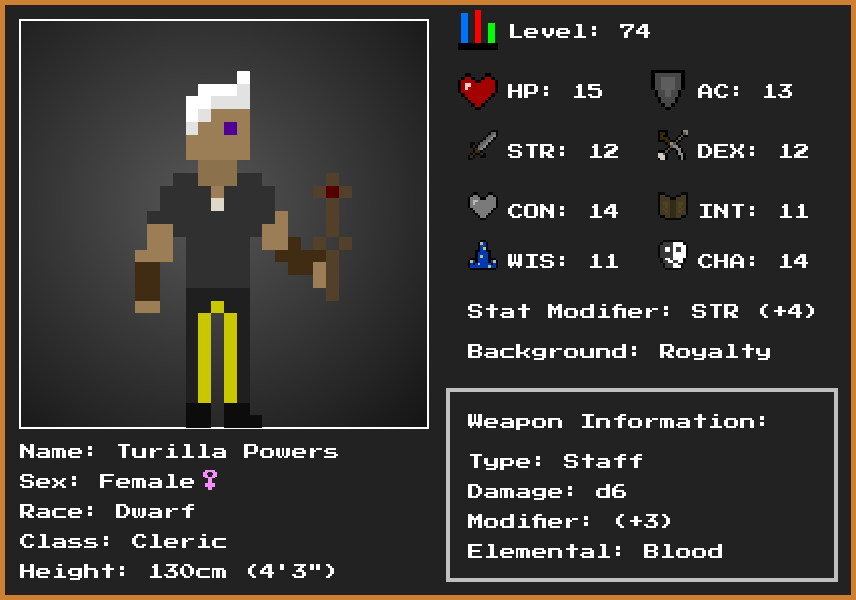 Level: 74
HP: 15 AC: 13
STR: 12 DEX: 12
CON: 14 INT: 11
WIS: 11 CHA: 14
Stat Modifier: STR (+4)
Background: Royalty
Weapon Information:
Type: Staff
Damage: d6
Modifier: (+3)
Elemental: Blood
Name: Turilla Powers
Sex: Female♀
Race: Dwarf
Class: Cleric
Height: 130cm (4'3")